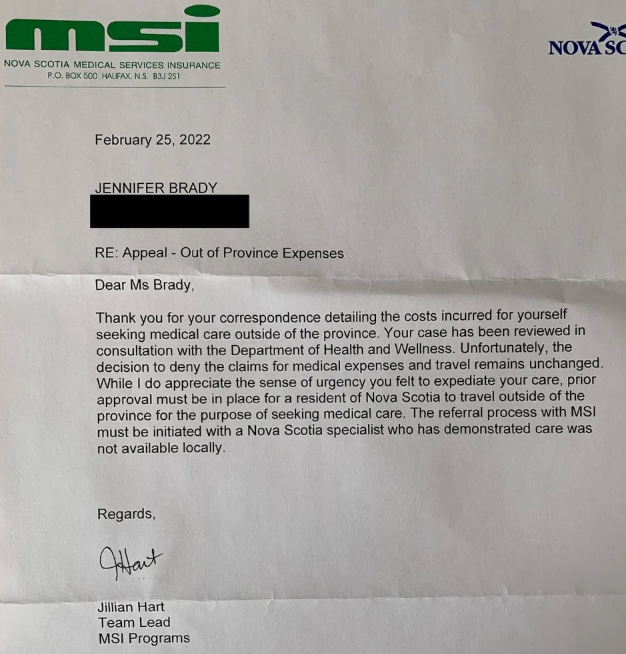 msi
NOVA SCOTIA MEDICAL SERVICES INSURANCE
P.O. BOX 500 HALIFAX, N.S. B3J 2S1
NOVA SC
February 25, 2022
JENNIFER BRADY
RE: Appeal - Out of Province Expenses
Dear Ms Brady,
Thank you for your correspondence detailing the costs incurred for yourself
seeking medical care outside of the province. Your case has been reviewed in
consultation with the Department of Health and Wellness. Unfortunately, the
decision to deny the claims for medical expenses and travel remains unchanged.
While I do appreciate the sense of urgency you felt to expediate your care, prior
approval must be in place for a resident of Nova Scotia to travel outside of the
province for the purpose of seeking medical care. The referral process with MSI
must be initiated with a Nova Scotia specialist who has demonstrated care was
not available locally.
Regards,
JHart
Jillian Hart
Team Lead
MSI Programs